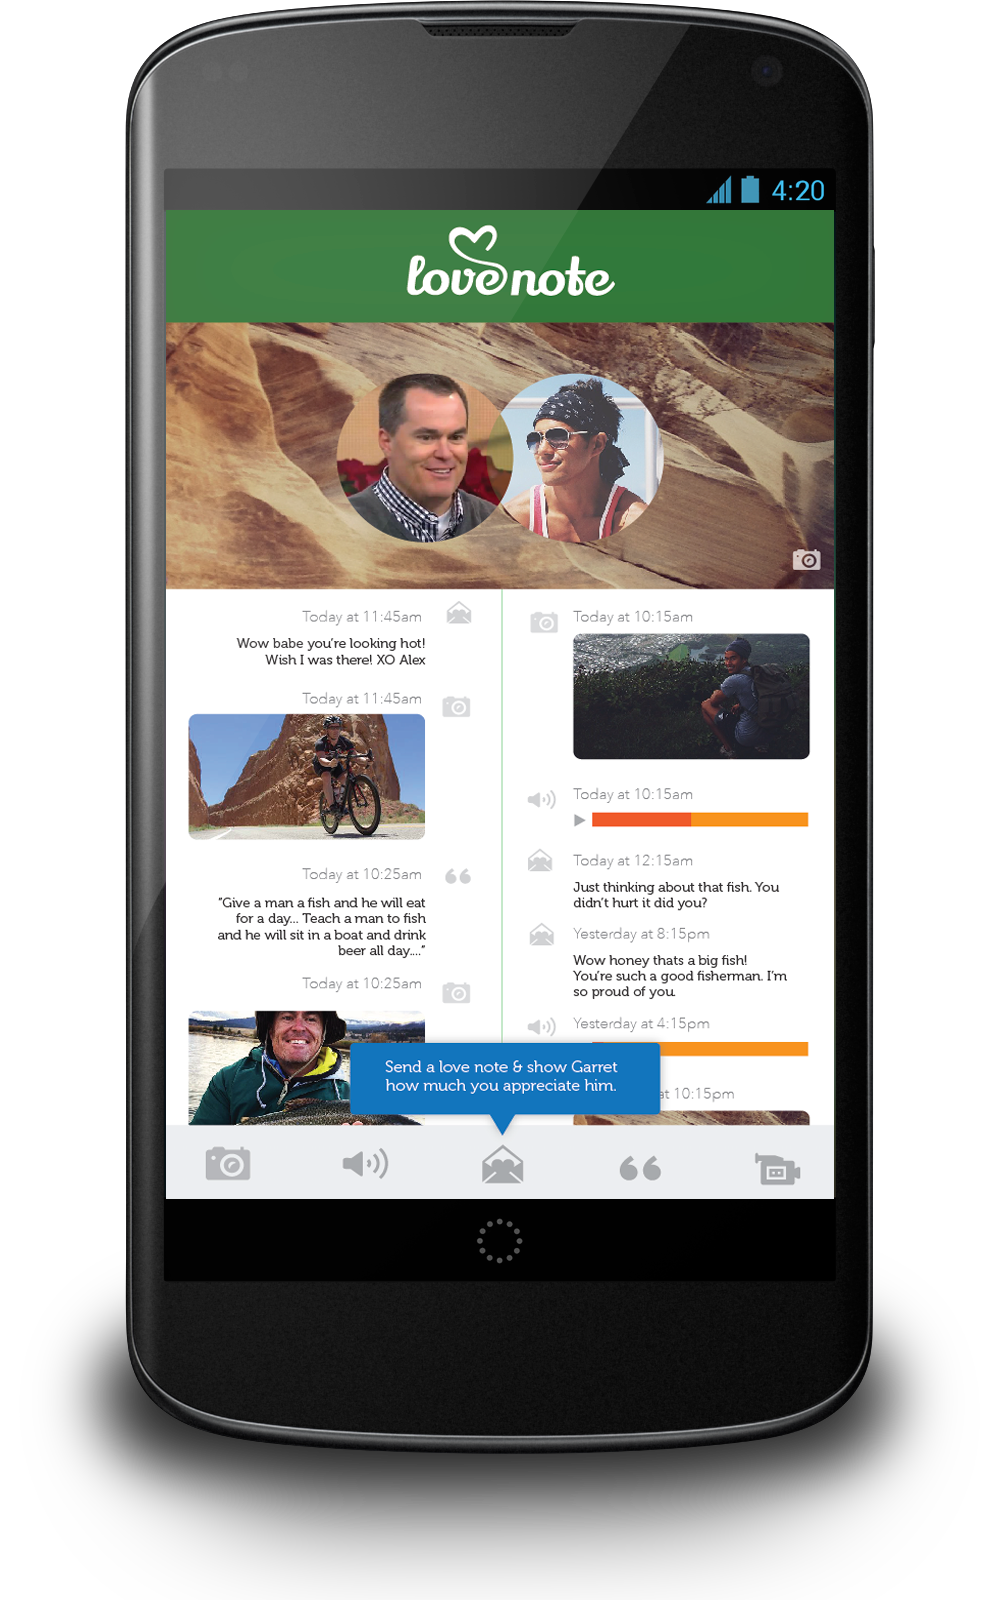 4:20
love note
Today at 11:45am
Wow babe you're looking hot!
Wish I was there! XO Alex
Today at 11:45am
Today at 10:25am
"Give a man a fish and he will eat
for a day... Teach a man to fish
and he will sit in a boat and drink
beer all day...."
Today at 10:25am
Today at 10:15am
Today at 10:15am
Today at 12:15am
Just thinking about that fish. You
didn't hurt it did you?
Yesterday at 8:15pm
Wow honey thats a big fish!
You're such a good fisherman. I'm
so proud of you.
Yesterday at 4:15pm
at 10:15pm
Send a love note & show Garret
how much you appreciate him.